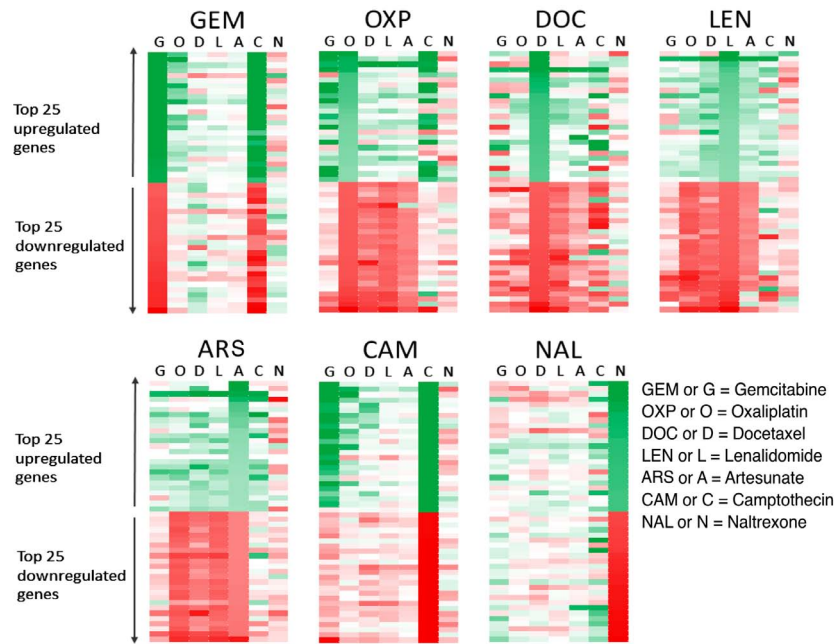 GEM OXP DOC LEN
G O D L A C N G O D L A C N G O D L A C N G O D L A C N
Top 25
upregulated
genes
Top 25
downregulated
genes
ARS CAM NAL
G O D L A C N G O D L A C N G O D L A C N
Top 25
upregulated
genes
Top 25
downregulated
genes
GEM or G = Gemcitabine
OXP or O = Oxaliplatin
DOC or D = Docetaxel
LEN or L = Lenalidomide
ARS or A = Artesunate
CAM or C = Camptothecin
NAL or N = Naltrexone